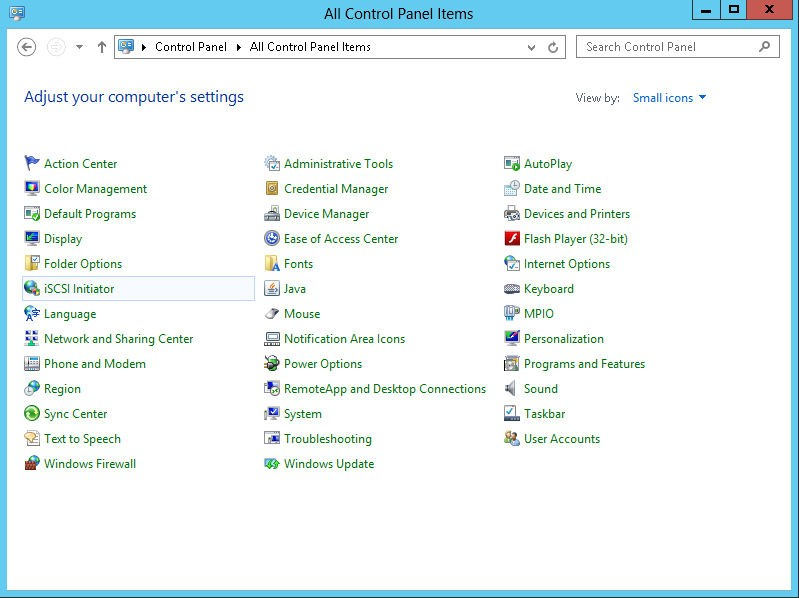 All Control Panel Items
Control Panel All Control Panel Items
Search Control Panel
Adjust your computer's settings
View by: Small icons
Action Center
Administrative Tools
AutoPlay
Color Management
Credential Manager
Date and Time
Default Programs
Device Manager
Devices and Printers
Display
Ease of Access Center
Flash Player (32-bit)
Folder Options
Fonts
Internet Options
iSCSI Initiator
Java
Keyboard
Language
Mouse
MPIO
Network and Sharing Center
Notification Area Icons
Personalization
Phone and Modem
Power Options
Programs and Features
Region
RemoteApp and Desktop Connections
Sound
Sync Center
System
Taskbar
Text to Speech
Troubleshooting
User Accounts
Windows Firewall
Windows Update